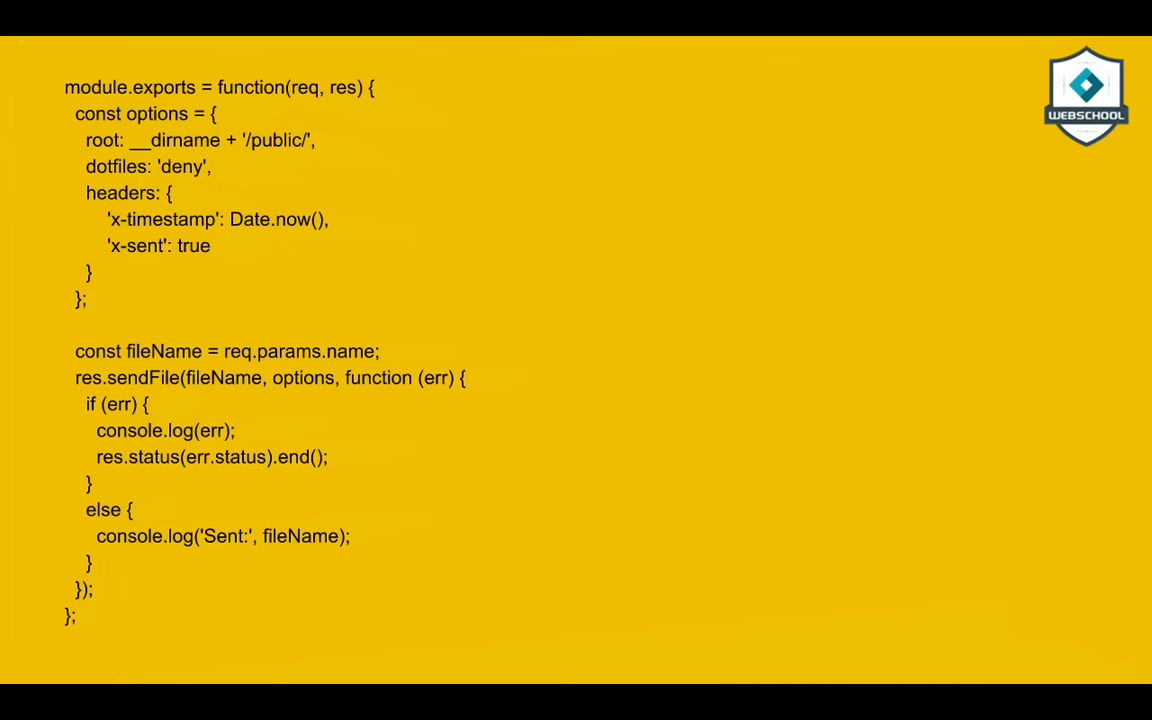 module.exports = function(req, res) {
const options = {
root: __dirname + '/public/',
dotfiles: 'deny',
headers: {
'x-timestamp': Date.now(),
'x-sent': true
}
};
const fileName = req.params.name;
res.sendFile(fileName, options, function (err) {
if (err) {
console.log(err);
res.status(err.status).end();
}
else {
console.log('Sent:', fileName);
}
});
};
WEBSCHOOL